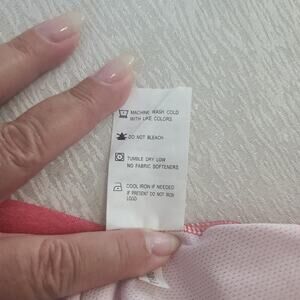 MACHINE WASH COLD
WITH LIKE COLORS
DO NOT BLEACH
TUMBLE DRY LOW
NO FABRIC SOFTENERS
COOL IRON IF NEEDED
IF PRESENT DO NOT IRON
LOGO